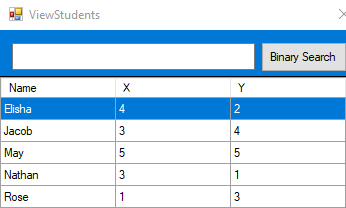 ViewStudents
Binary Search
Name X Y
Elisha 4 2
Jacob 3 4
May 5 5
Nathan 3 1
Rose 1 3